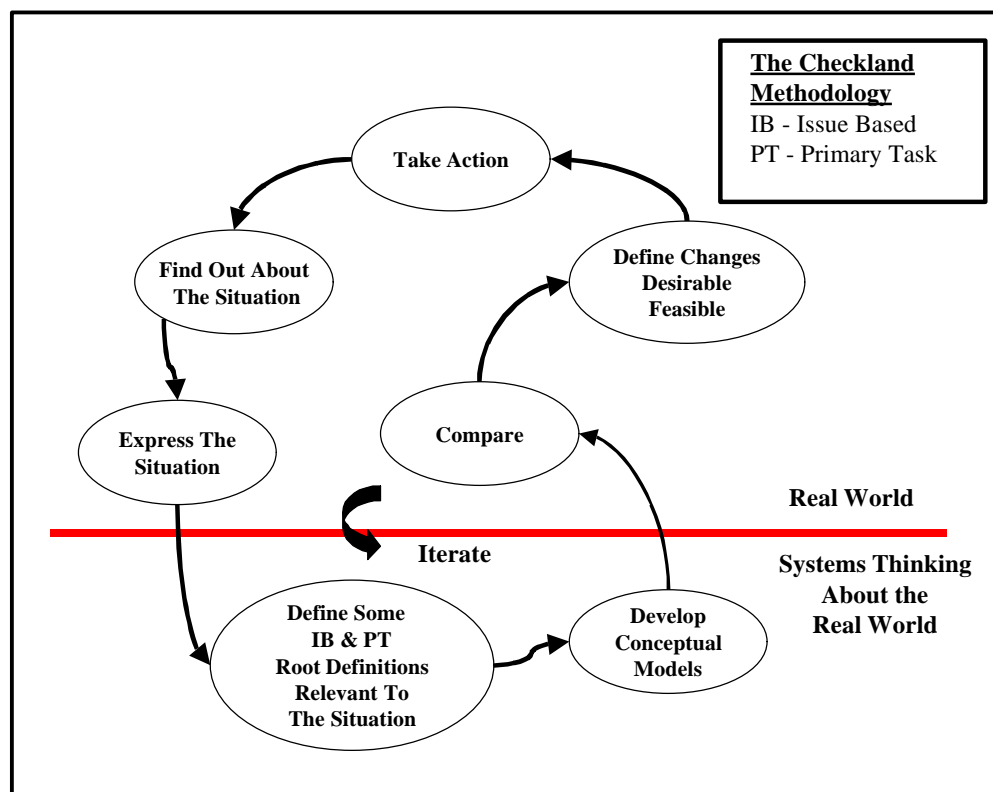 The Checkland
Methodology
IB - Issue Based
PT - Primary Task
Take Action
Find Out About
The Situation
Define Changes
Desirable
Feasible
Express The
Situation
Compare
Real World
Iterate
Systems Thinking
About the
Real World
Define Some
IB & PT
Root Definitions
Relevant To
The Situation
Develop
Conceptual
Models